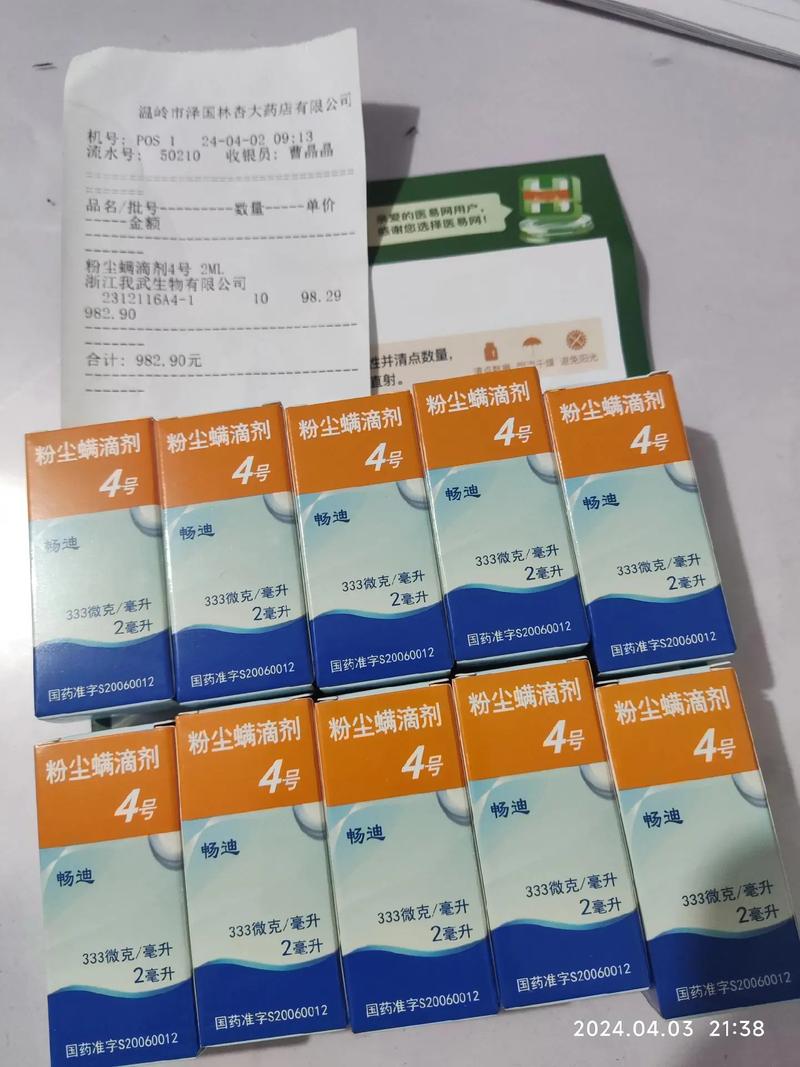 温岭市泽国林杏大药店有限公司
机号: POS 1 24-04-02 09:13
流水号: 50210 收银员: 曹晶晶
品名/批号----------数量-----单价
-----金额
粉尘螨滴剂4号 2ML
浙江我武生物有限公司
2312116A4-1 10 98.29
982.90
合计: 982.90元
亲爱的医易网用户,
感谢您选择医易网!
性并清点数量,
直射。
清点数量 阴凉干燥 避免阳光
粉尘螨滴剂
4号
畅迪
333微克/毫升
2毫升
国药准字S20060012
粉尘螨滴剂
4号
畅迪
333微克/毫升
2毫升
国药准字S20060012
粉尘螨滴剂
4号
畅迪
333微克/毫升
2毫升
国药准字S20060012
粉尘螨滴剂
4号
畅迪
333微克/毫升
2毫升
国药准字S20060012
粉尘螨滴剂
4号
畅迪
333微克/毫升
2毫升
国药准字S20060012
粉尘螨滴剂
4号
畅迪
333微克/毫升
2毫升
国药准字S20060012
粉尘螨滴剂
4号
畅迪
333微克/毫升
2毫升
国药准字S20060012
粉尘螨滴剂
4号
畅迪
333微克/毫升
2毫升
国药准字S20060012
粉尘螨滴剂
4号
畅迪
333微克/毫升
2毫升
国药准字S20060012
粉尘螨滴剂
4号
畅迪
333微克/毫升
2毫升
国药准字S20060012
2024.04.03 21:38